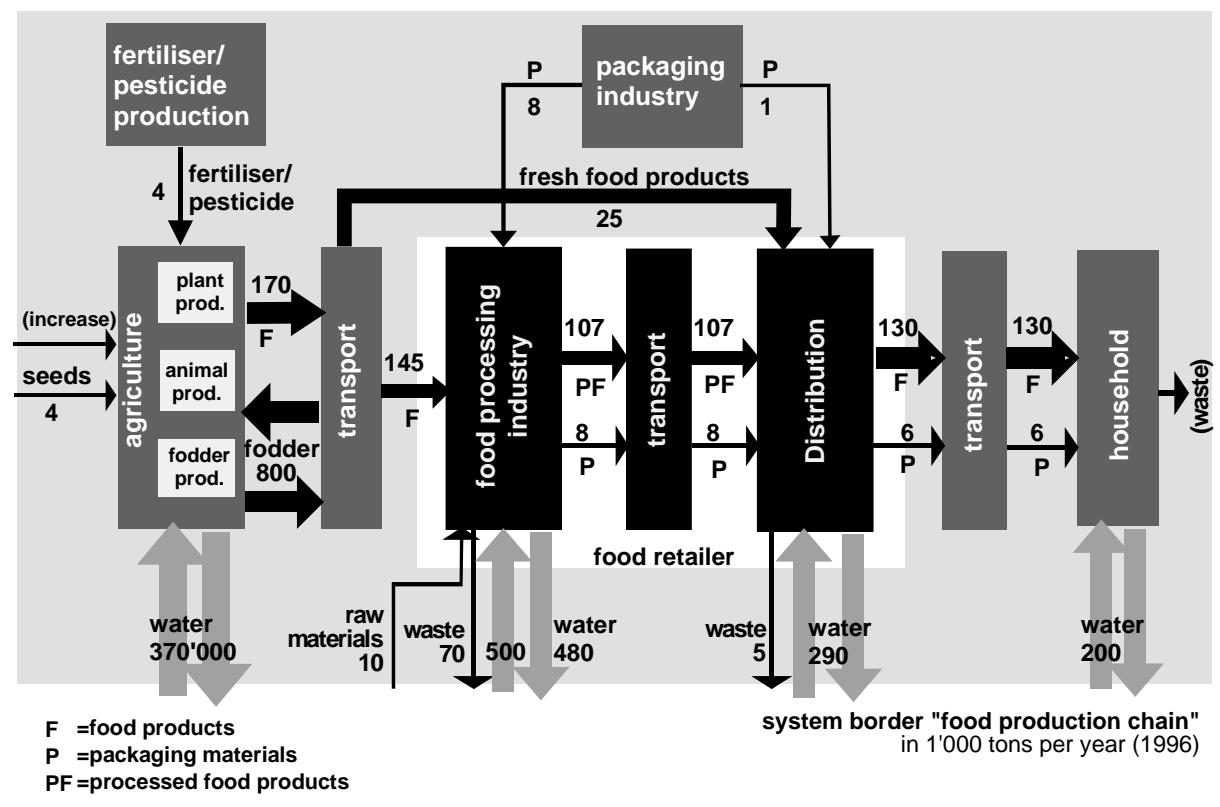 fertiliser/
pesticide
production
P
8
packaging
industry
P
1
4
fertiliser/
pesticide
fresh food products
25
(increase)
seeds
4
agriculture
plant
prod.
animal
prod.
fodder
prod.
170
F
fodder
800
transport
145
F
food processing
industry
107
PF
8
P
transport
107
PF
8
P
Distribution
130
F
6
P
transport
130
F
6
P
household
(waste)
food retailer
water
370'000
raw
materials
10
waste
70
500
water
480
waste
5
water
290
water
200
F =food products
P =packaging materials
PF =processed food products
system border "food production chain"
in 1'000 tons per year (1996)